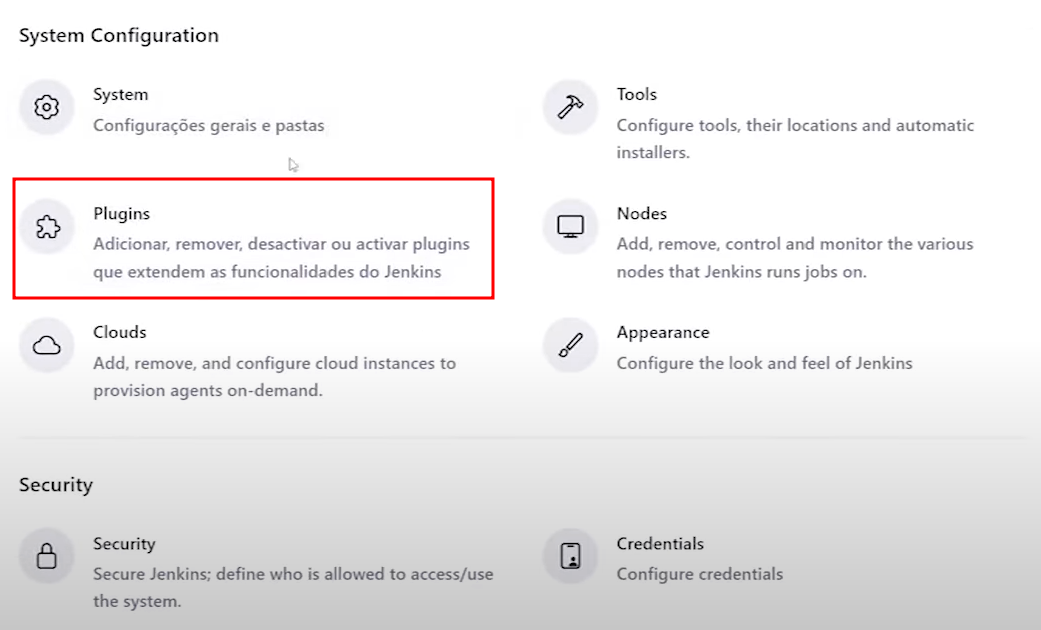 System Configuration
System
Configurações gerais e pastas
Tools
Configure tools, their locations and automatic
installers.
Plugins
Adicionar, remover, desactivar ou activar plugins
que extendem as funcionalidades do Jenkins
Nodes
Add, remove, control and monitor the various
nodes that Jenkins runs jobs on.
Clouds
Add, remove, and configure cloud instances to
provision agents on-demand.
Appearance
Configure the look and feel of Jenkins
Security
Security
Secure Jenkins; define who is allowed to access/use
the system.
Credentials
Configure credentials